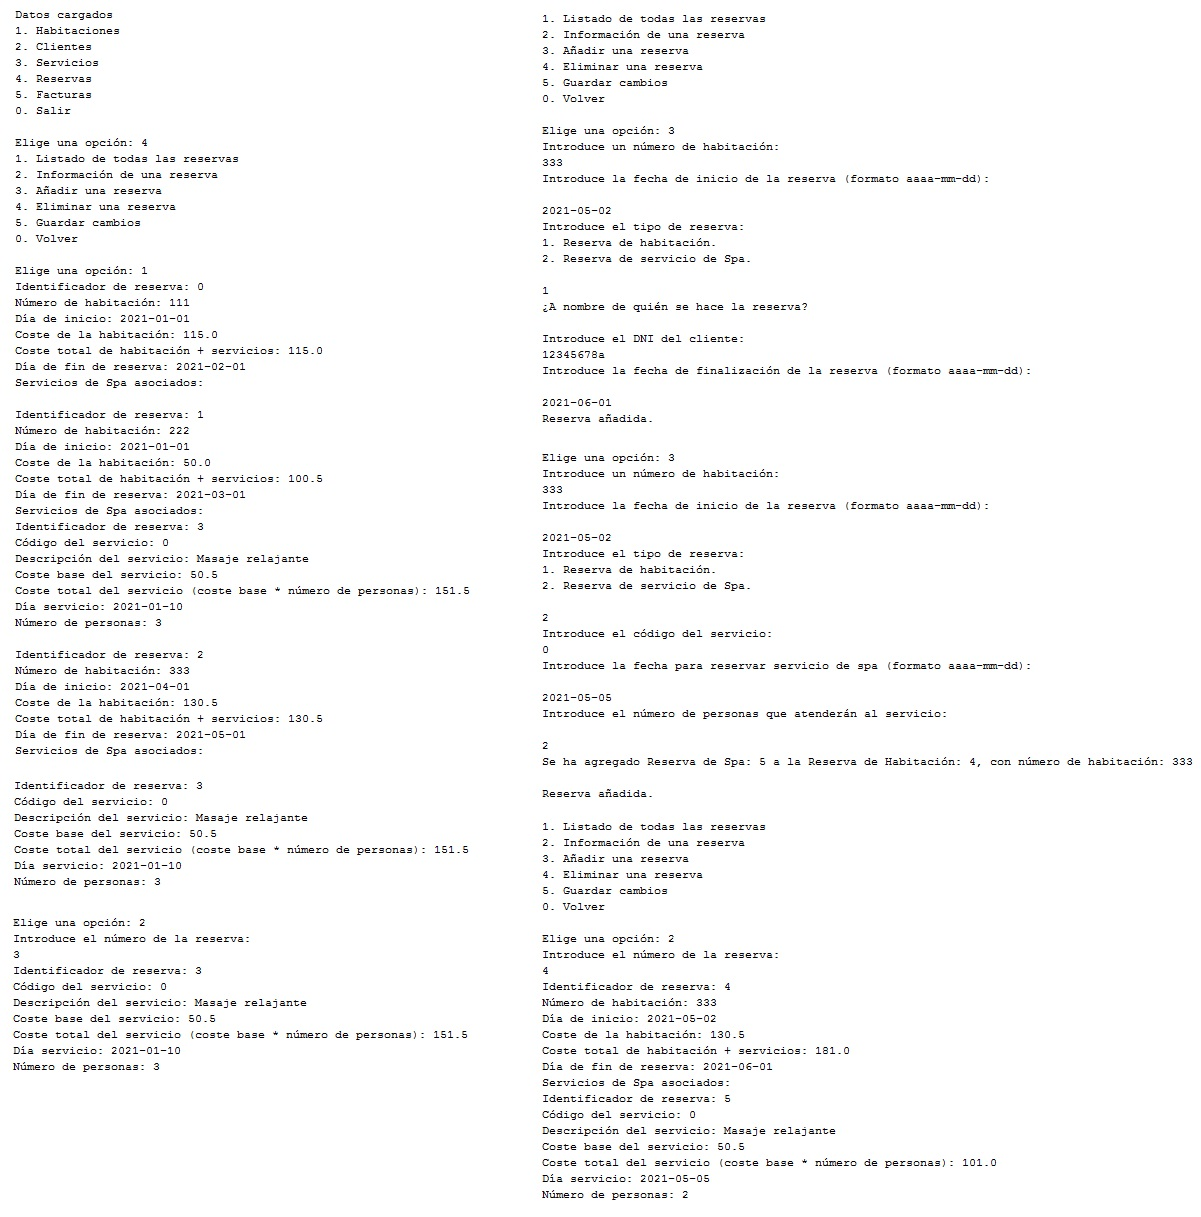 Datos cargados
1. Habitaciones
2. Clientes
3. Servicios
4. Reservas
5. Facturas
0. Salir
Elige una opción: 4
1. Listado de todas las reservas
2. Información de una reserva
3. Añadir una reserva
4. Eliminar una reserva
5. Guardar cambios
0. Volver
Elige una opción: 1
Identificador de reserva: 0
Número de habitación: 111
Día de inicio: 2021-01-01
Coste de la habitación: 115.0
Coste total de habitación + servicios: 115.0
Día de fin de reserva: 2021-02-01
Servicios de Spa asociados:
Identificador de reserva: 1
Número de habitación: 222
Día de inicio: 2021-01-01
Coste de la habitación: 50.0
Coste total de habitación + servicios: 100.5
Día de fin de reserva: 2021-03-01
Servicios de Spa asociados:
Identificador de reserva: 3
Código del servicio: 0
Descripción del servicio: Masaje relajante
Coste base del servicio: 50.5
Coste total del servicio (coste base * número de personas): 151.5
Día servicio: 2021-01-10
Número de personas: 3
Identificador de reserva: 2
Número de habitación: 333
Día de inicio: 2021-04-01
Coste de la habitación: 130.5
Coste total de habitación + servicios: 130.5
Día de fin de reserva: 2021-05-01
Servicios de Spa asociados:
Identificador de reserva: 3
Código del servicio: 0
Descripción del servicio: Masaje relajante
Coste base del servicio: 50.5
Coste total del servicio (coste base * número de personas): 151.5
Día servicio: 2021-01-10
Número de personas: 3
Elige una opción: 2
Introduce el número de la reserva:
3
Identificador de reserva: 3
Código del servicio: 0
Descripción del servicio: Masaje relajante
Coste base del servicio: 50.5
Coste total del servicio (coste base * número de personas): 151.5
Día servicio: 2021-01-10
Número de personas: 3
1. Listado de todas las reservas
2. Información de una reserva
3. Añadir una reserva
4. Eliminar una reserva
5. Guardar cambios
0. Volver
Elige una opción: 3
Introduce un número de habitación:
333
Introduce la fecha de inicio de la reserva (formato aaaa-mm-dd):
2021-05-02
Introduce el tipo de reserva:
1. Reserva de habitación.
2. Reserva de servicio de Spa.
1
¿A nombre de quién se hace la reserva?
Introduce el DNI del cliente:
12345678a
Introduce la fecha de finalización de la reserva (formato aaaa-mm-dd):
2021-06-01
Reserva añadida.
Elige una opción: 3
Introduce un número de habitación:
333
Introduce la fecha de inicio de la reserva (formato aaaa-mm-dd):
2021-05-02
Introduce el tipo de reserva:
1. Reserva de habitación.
2. Reserva de servicio de Spa.
2
Introduce el código del servicio:
0
Introduce la fecha para reservar servicio de spa (formato aaaa-mm-dd):
2021-05-05
Introduce el número de personas que atenderán al servicio:
2
Se ha agregado Reserva de Spa: 5 a la Reserva de Habitación: 4, con número de habitación: 333
Reserva añadida.
1. Listado de todas las reservas
2. Información de una reserva
3. Añadir una reserva
4. Eliminar una reserva
5. Guardar cambios
0. Volver
Elige una opción: 2
Introduce el número de la reserva:
4
Identificador de reserva: 4
Número de habitación: 333
Día de inicio: 2021-05-02
Coste de la habitación: 130.5
Coste total de habitación + servicios: 181.0
Día de fin de reserva: 2021-06-01
Servicios de Spa asociados:
Identificador de reserva: 5
Código del servicio: 0
Descripción del servicio: Masaje relajante
Coste base del servicio: 50.5
Coste total del servicio (coste base * número de personas): 101.0
Día servicio: 2021-05-05
Número de personas: 2